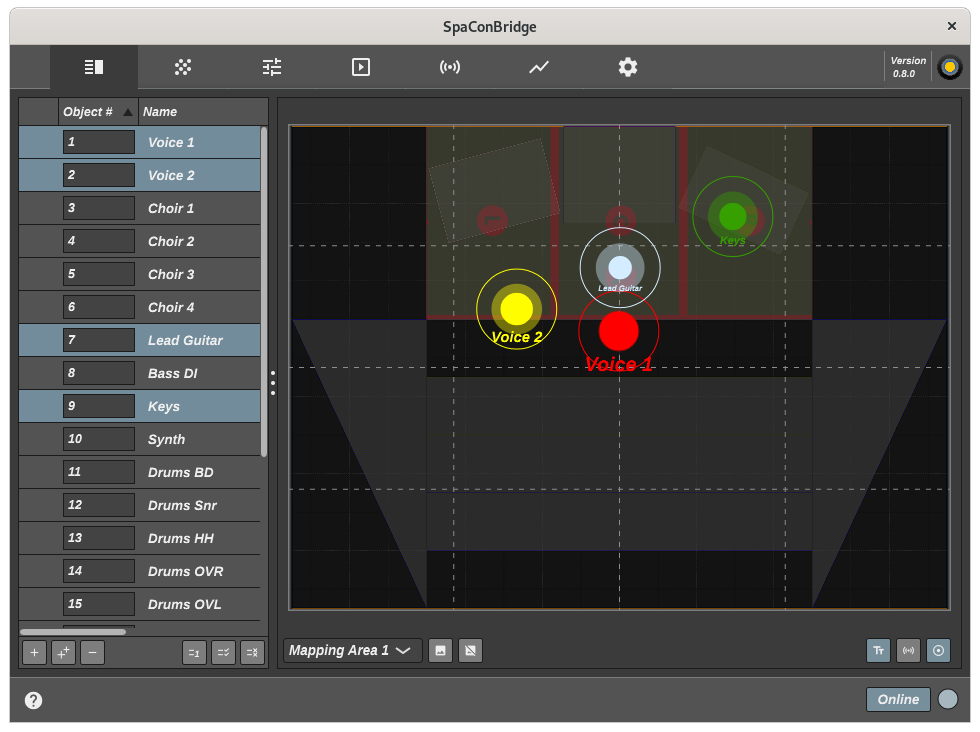 SpaConBridge
Version
0.8.0
Object # Name
1 Voice 1
2 Voice 2
3 Choir 1
4 Choir 2
5 Choir 3
6 Choir 4
7 Lead Guitar
8 Bass DI
9 Keys
10 Synth
11 Drums BD
12 Drums Snr
13 Drums HH
14 Drums OVR
15 Drums OVL
Keys
Lead Guitar
Voice 2
Voice 1
Mapping Area 1
Tт
Online